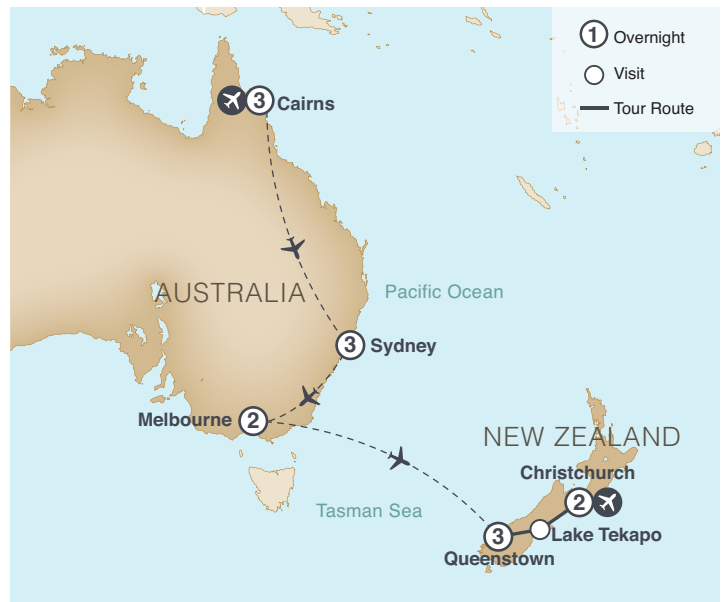 1 Overnight
Visit
Tour Route
3 Cairns
AUSTRALIA
Pacific Ocean
3 Sydney
Melbourne 2
NEW ZEALAND
Christchurch
2
Tasman Sea
3
Lake Tekapo
Queenstown